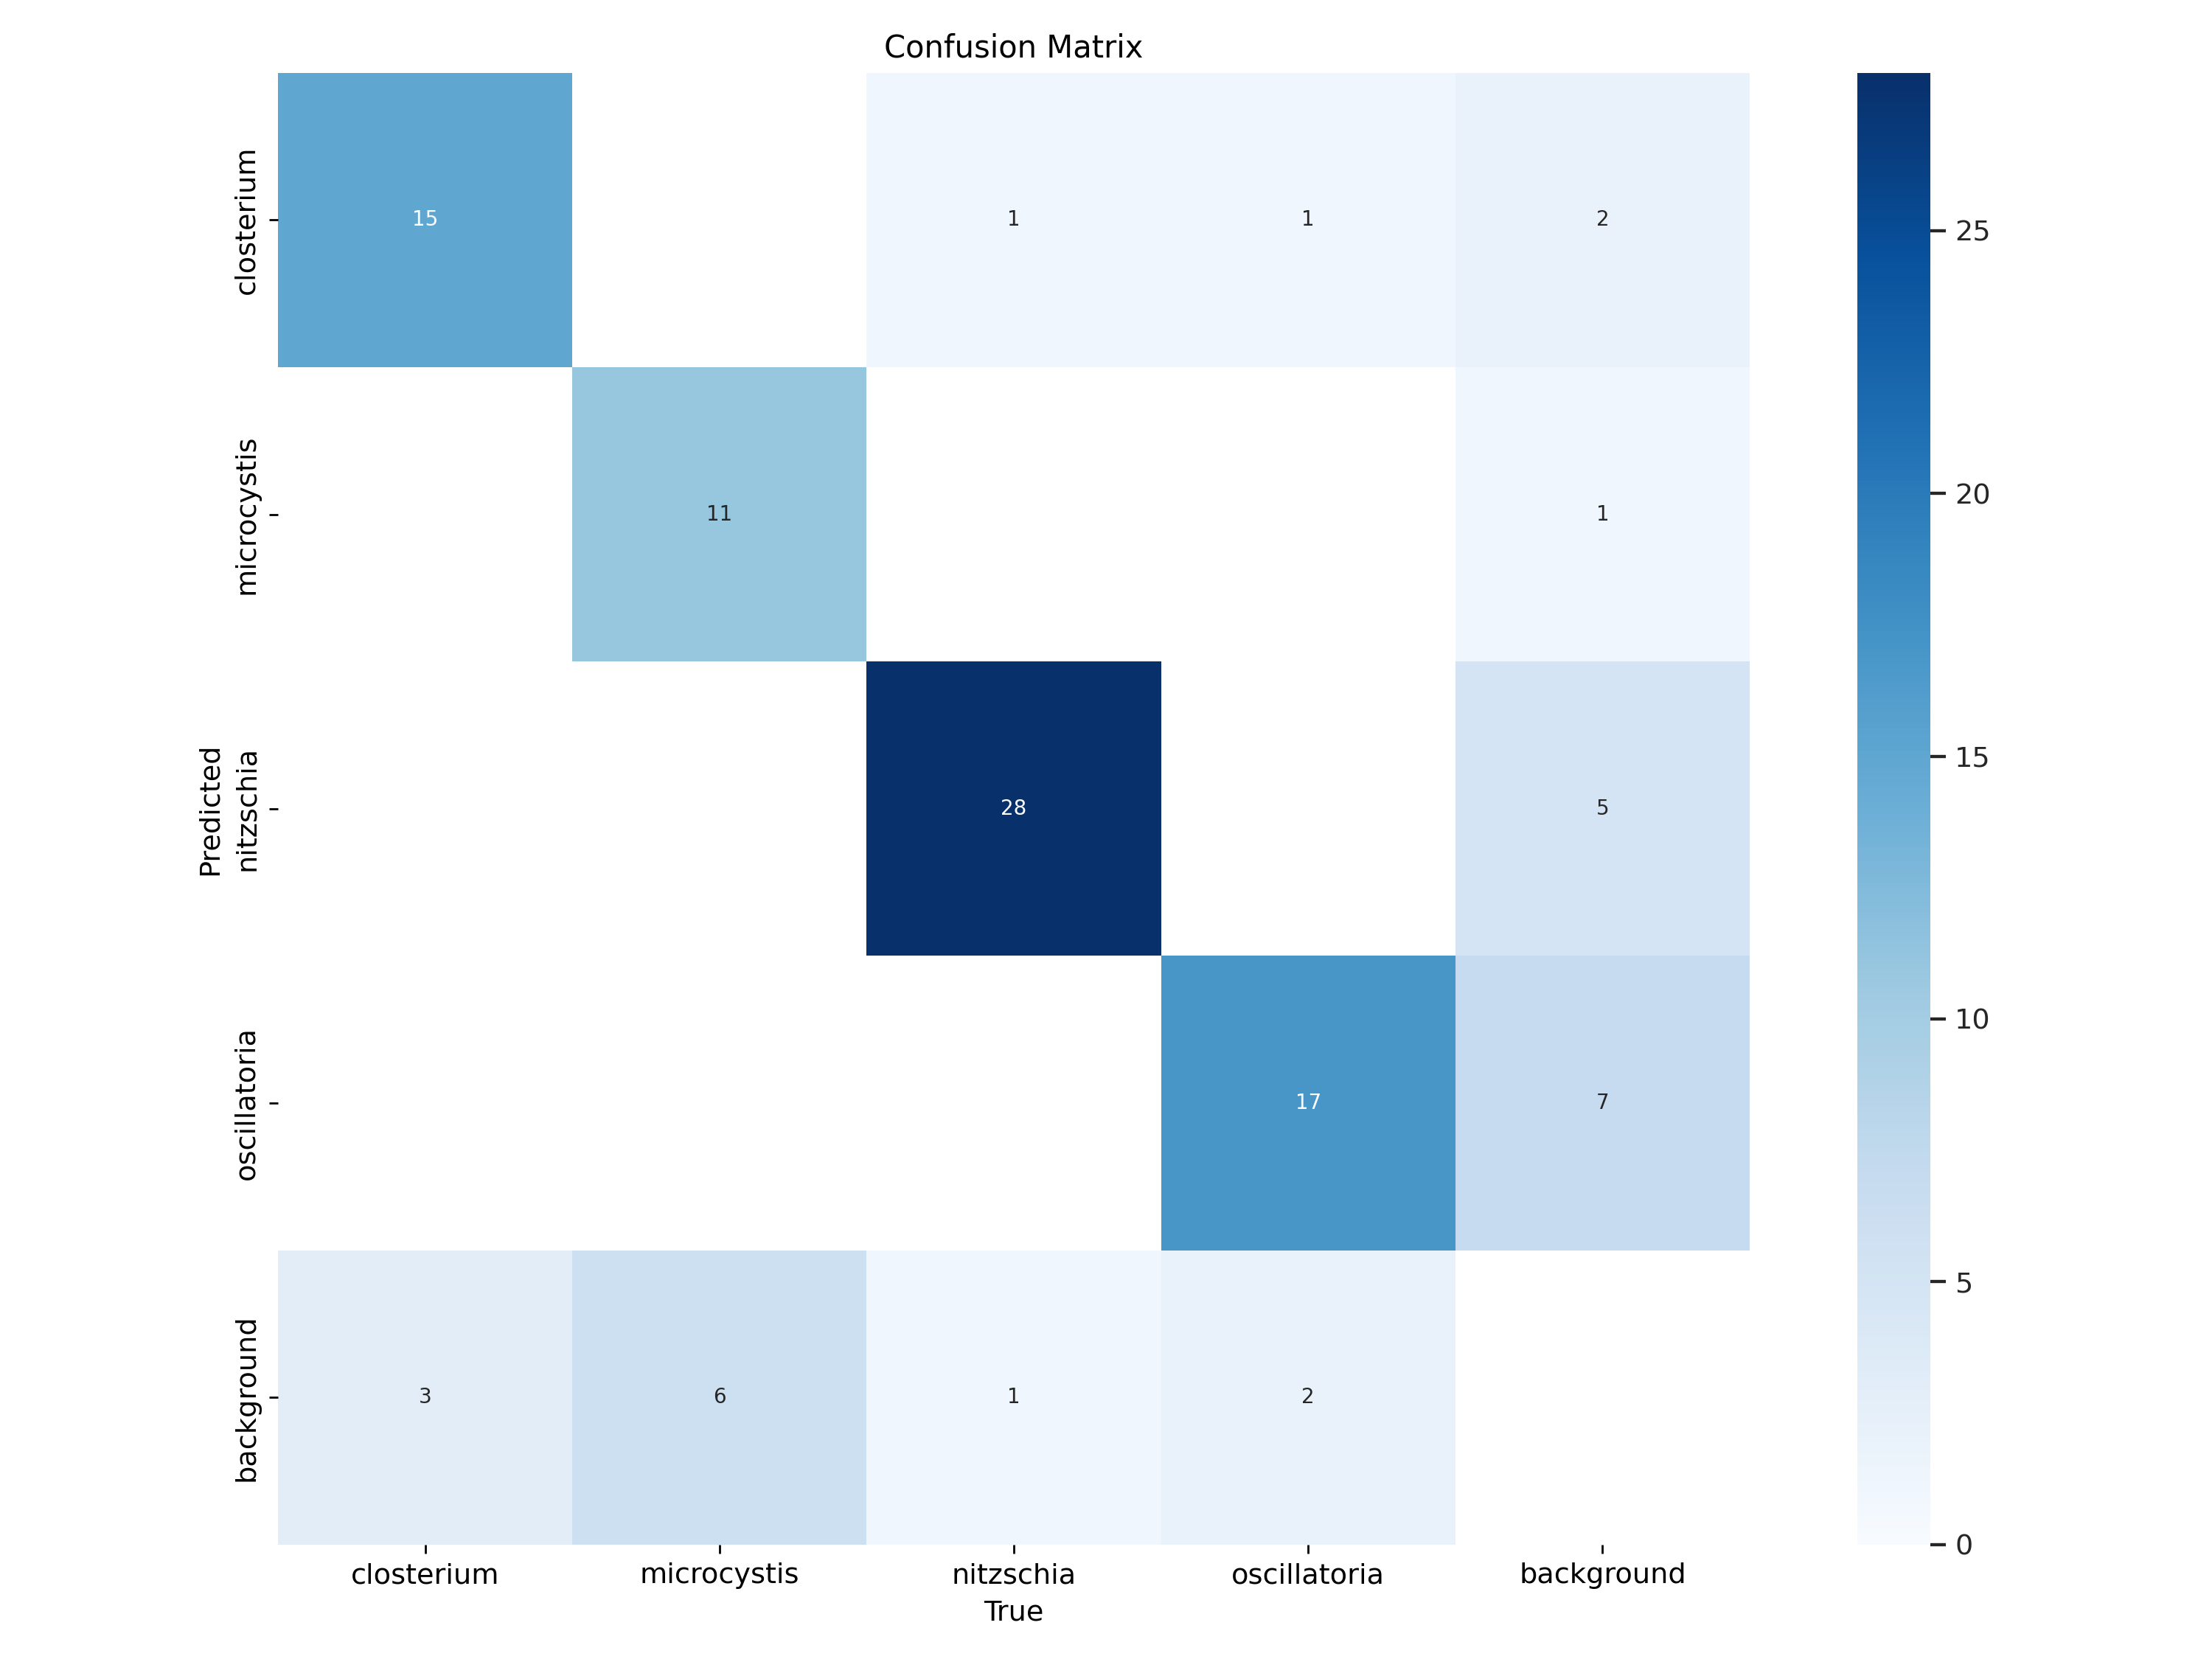 Confusion Matrix
closterium
15
1
1
2
microcystis
11
1
Predicted
nitzschia
28
5
oscillatoria
17
7
background
3
6
1
2
closterium
microcystis
nitzschia
oscillatoria
background
True
25
20
15
10
5
0